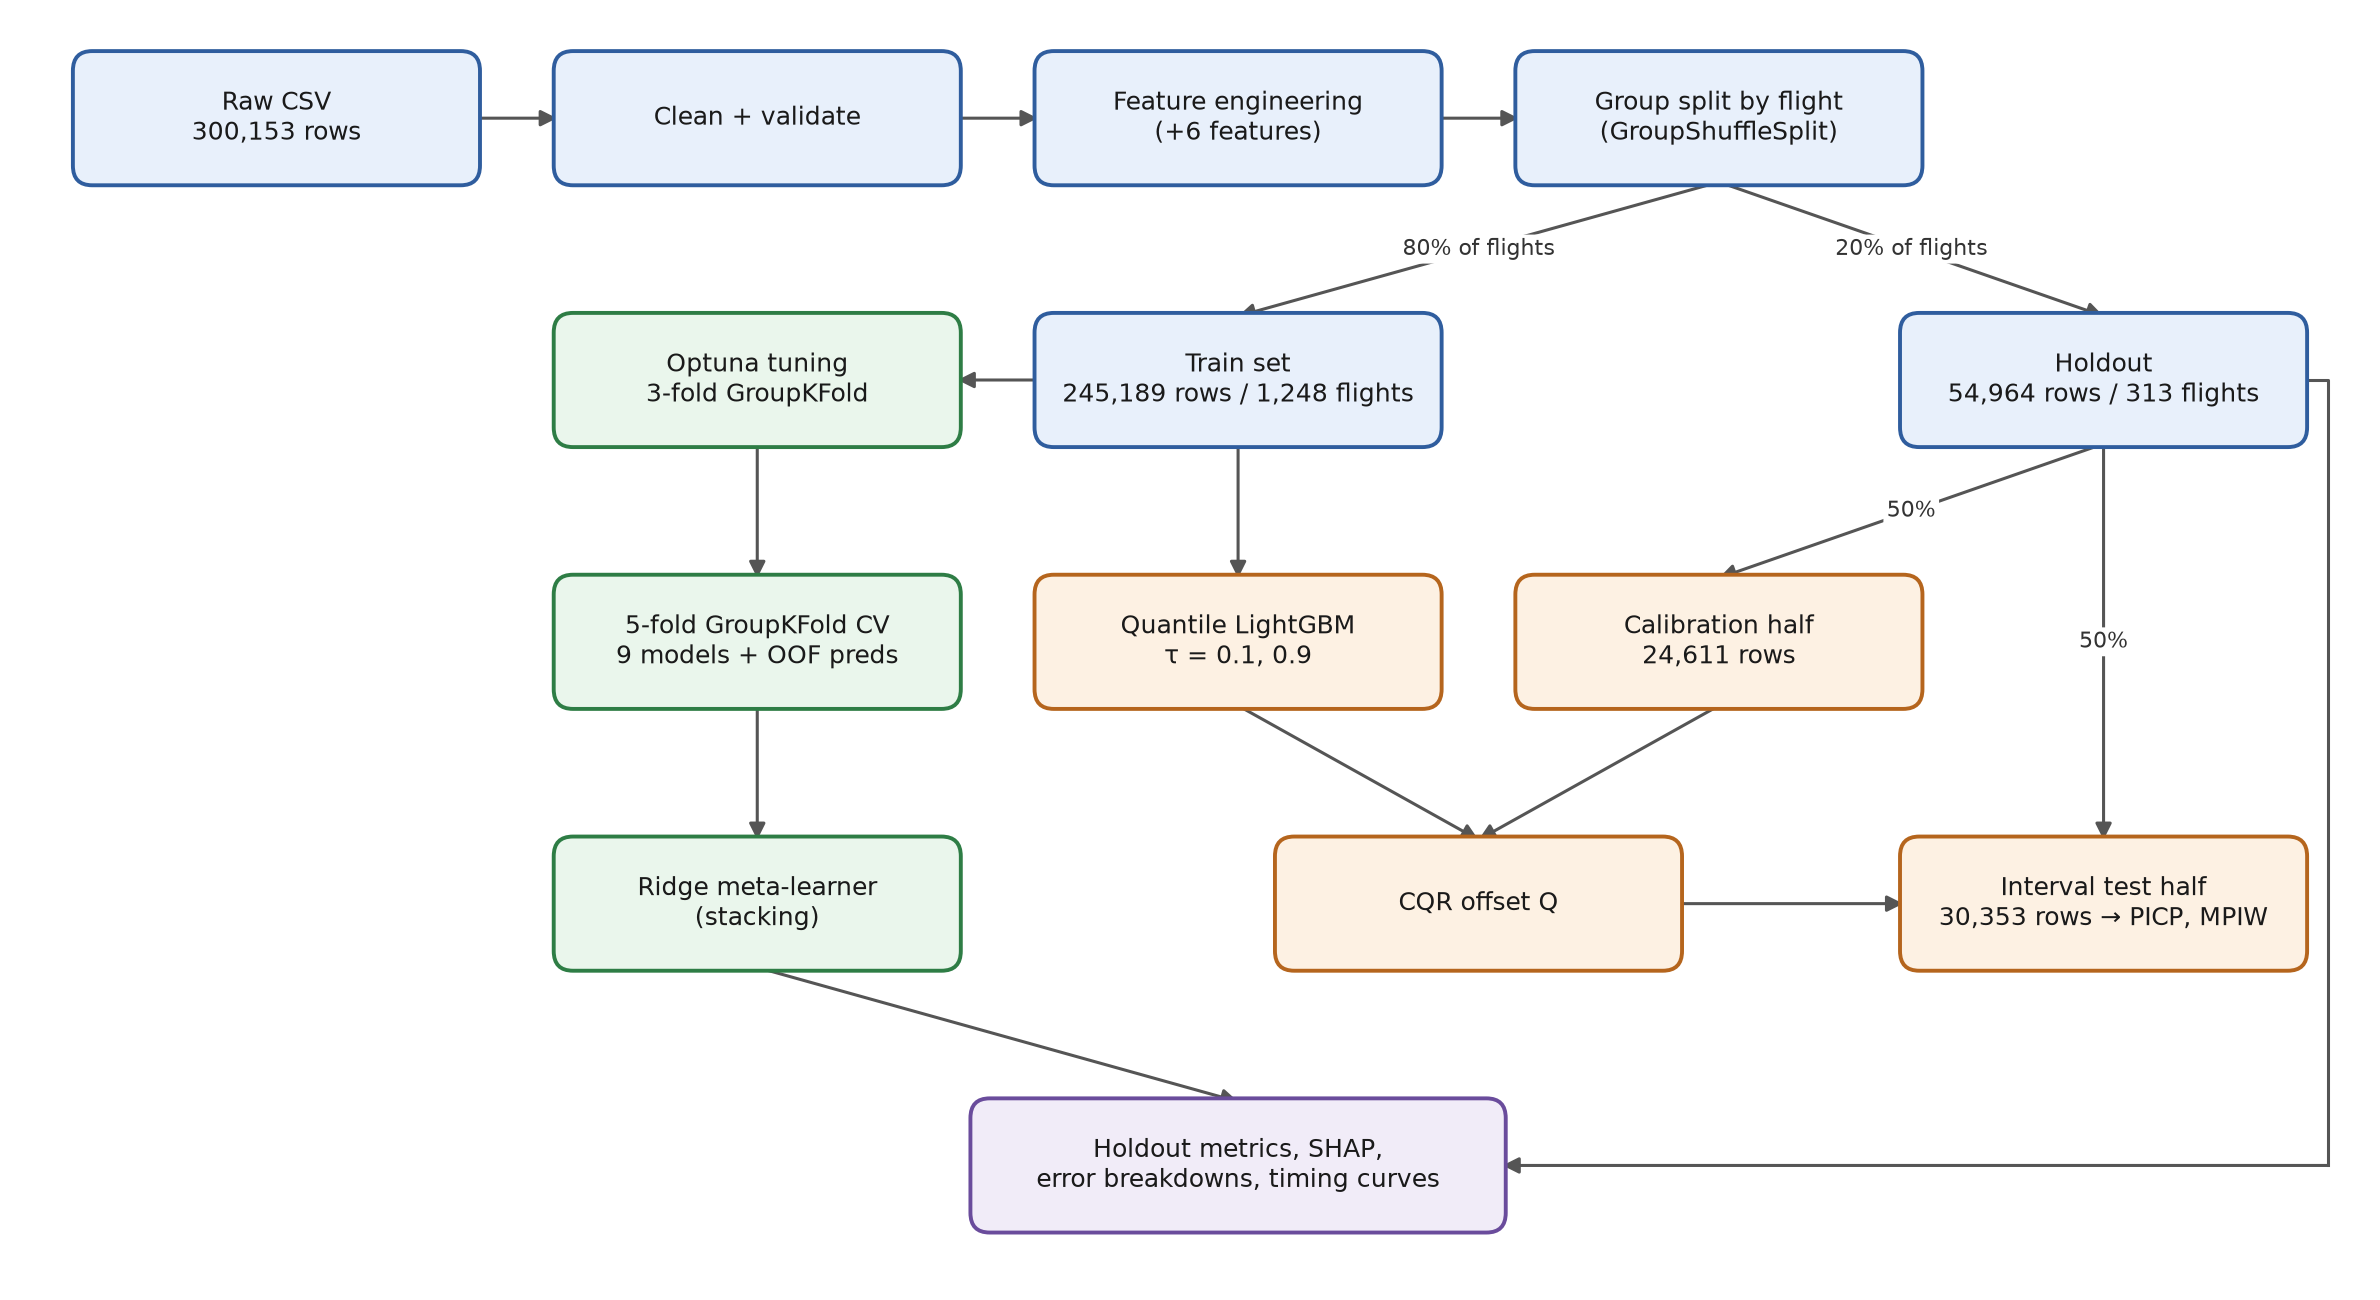 Raw CSV
300,153 rows
Clean + validate
Feature engineering
(+6 features)
Group split by flight
(GroupShuffleSplit)
80% of flights
20% of flights
Optuna tuning
3-fold GroupKFold
Train set
245,189 rows / 1,248 flights
Holdout
54,964 rows / 313 flights
50%
5-fold GroupKFold CV
9 models + OOF preds
Quantile LightGBM
τ = 0.1, 0.9
Calibration half
24,611 rows
50%
Ridge meta-learner
(stacking)
CQR offset Q
Interval test half
30,353 rows → PICP, MPIW
Holdout metrics, SHAP,
error breakdowns, timing curves